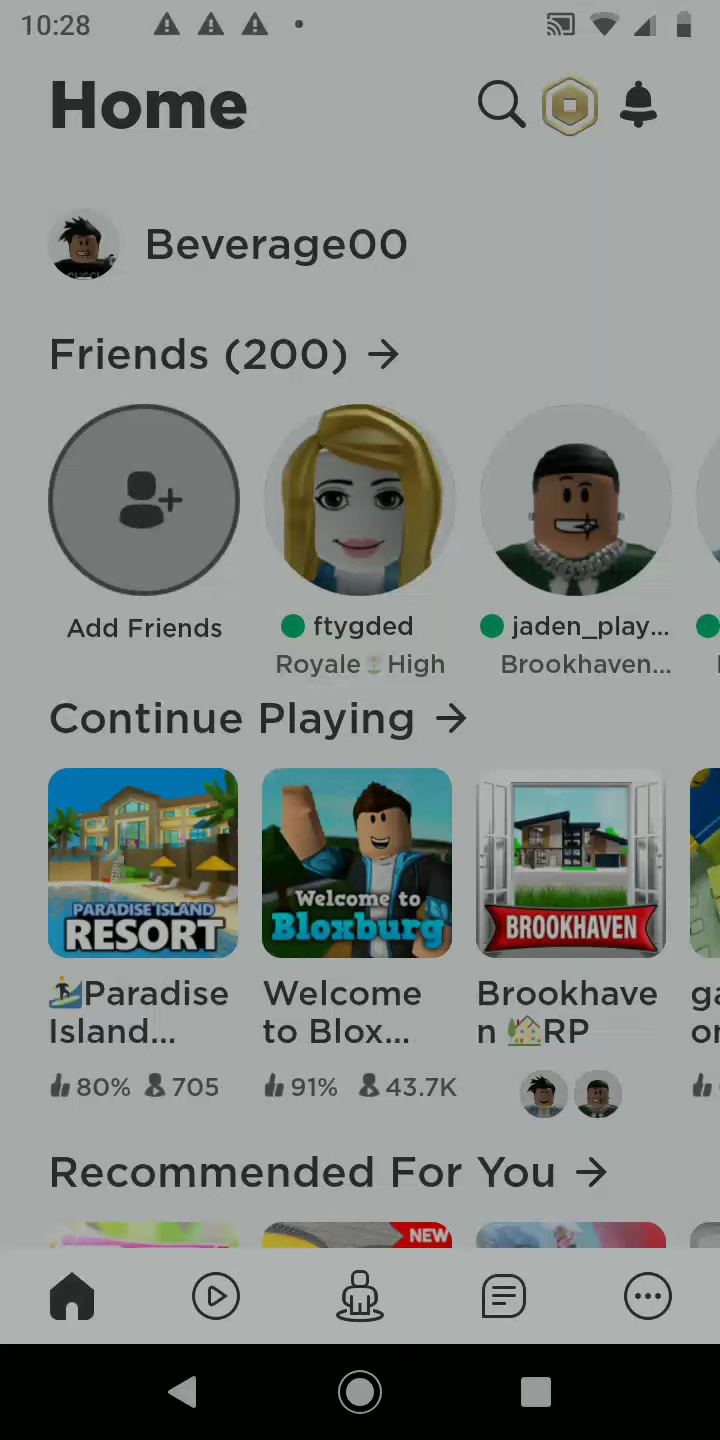 10:28
Home
Beverage00
Friends (200) →
Add Friends
ftygded
Royale High
jaden_play...
Brookhaven...
Continue Playing →
PARADISE ISLAND
RESORT
Welcome to
Bloxburg
BROOKHAVEN
Paradise
Island...
Welcome
to Blox...
Brookhave
n 🏡RP
ga
or
80% 705
91% 43.7K
Recommended For You →
NEW